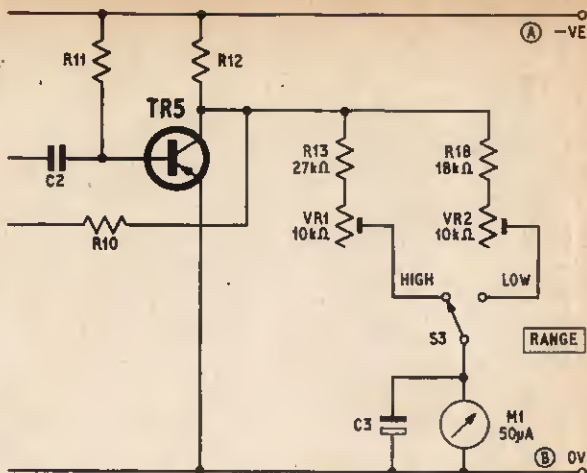 A -VE
R11
R12
TR5
C2
R13
27kΩ
R18
18kΩ
VR1
10kΩ
VR2
10kΩ
R10
HIGH
LOW
S3
RANGE
C3
M1
50μA
B 0V